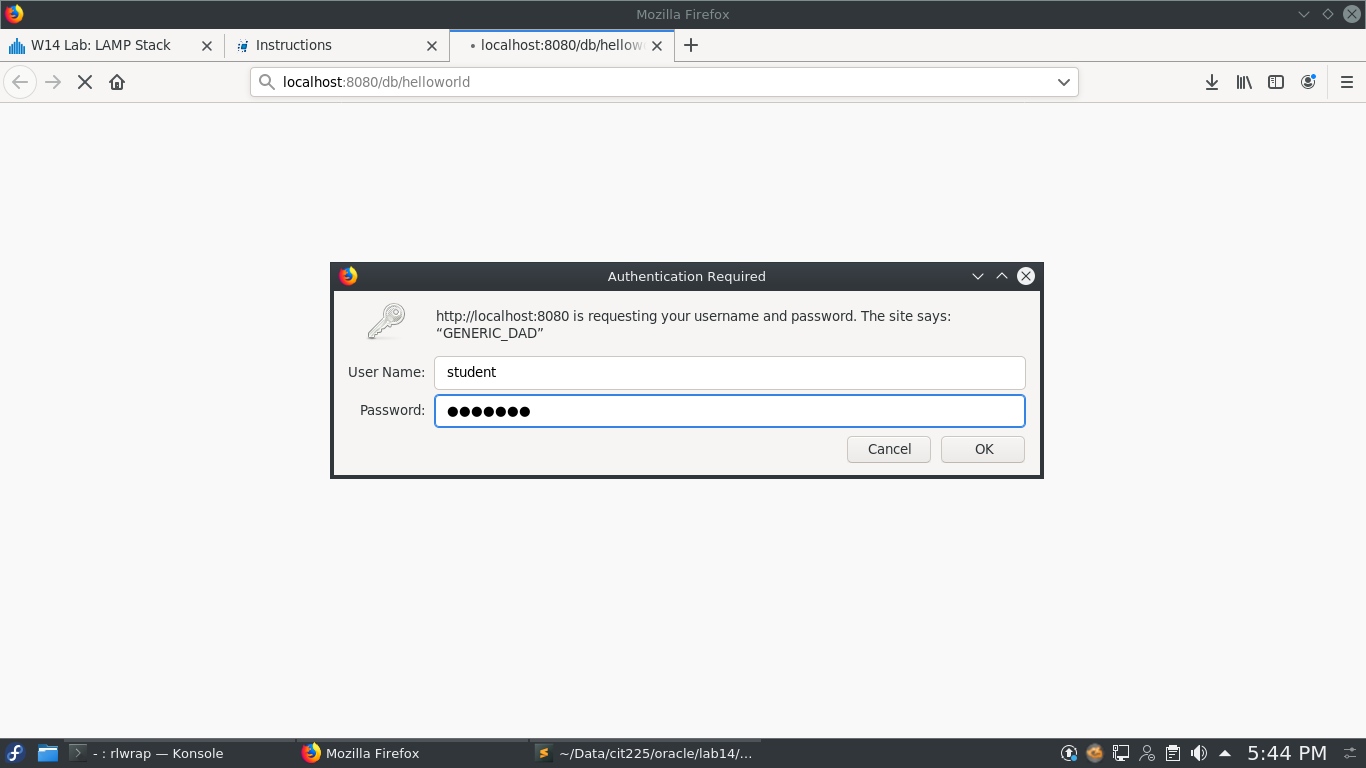 Mozilla Firefox
W14 Lab: LAMP Stack
Instructions
localhost:8080/db/hellow
localhost:8080/db/helloworld
Authentication Required
http://localhost:8080 is requesting your username and password. The site says:
“GENERIC_DAD”
User Name: student
Password: ●●●●●●●
Cancel OK
- : rlwrap — Konsole
Mozilla Firefox
~/Data/cit225/oracle/lab14/...
5:44 PM